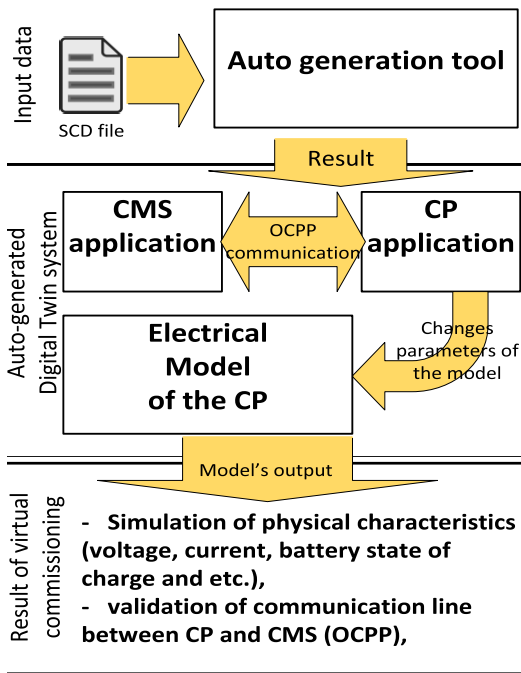 Input data
SCD file
Auto generation tool
Result
Auto-generated
Digital Twin system
CMS
application
OCPP
communication
CP
application
Changes
parameters of
the model
Electrical
Model
of the CP
Model's output
Result of virtual
commissioning
- Simulation of physical characteristics
(voltage, current, battery state of
charge and etc.),
- validation of communication line
between CP and CMS (OCPP),